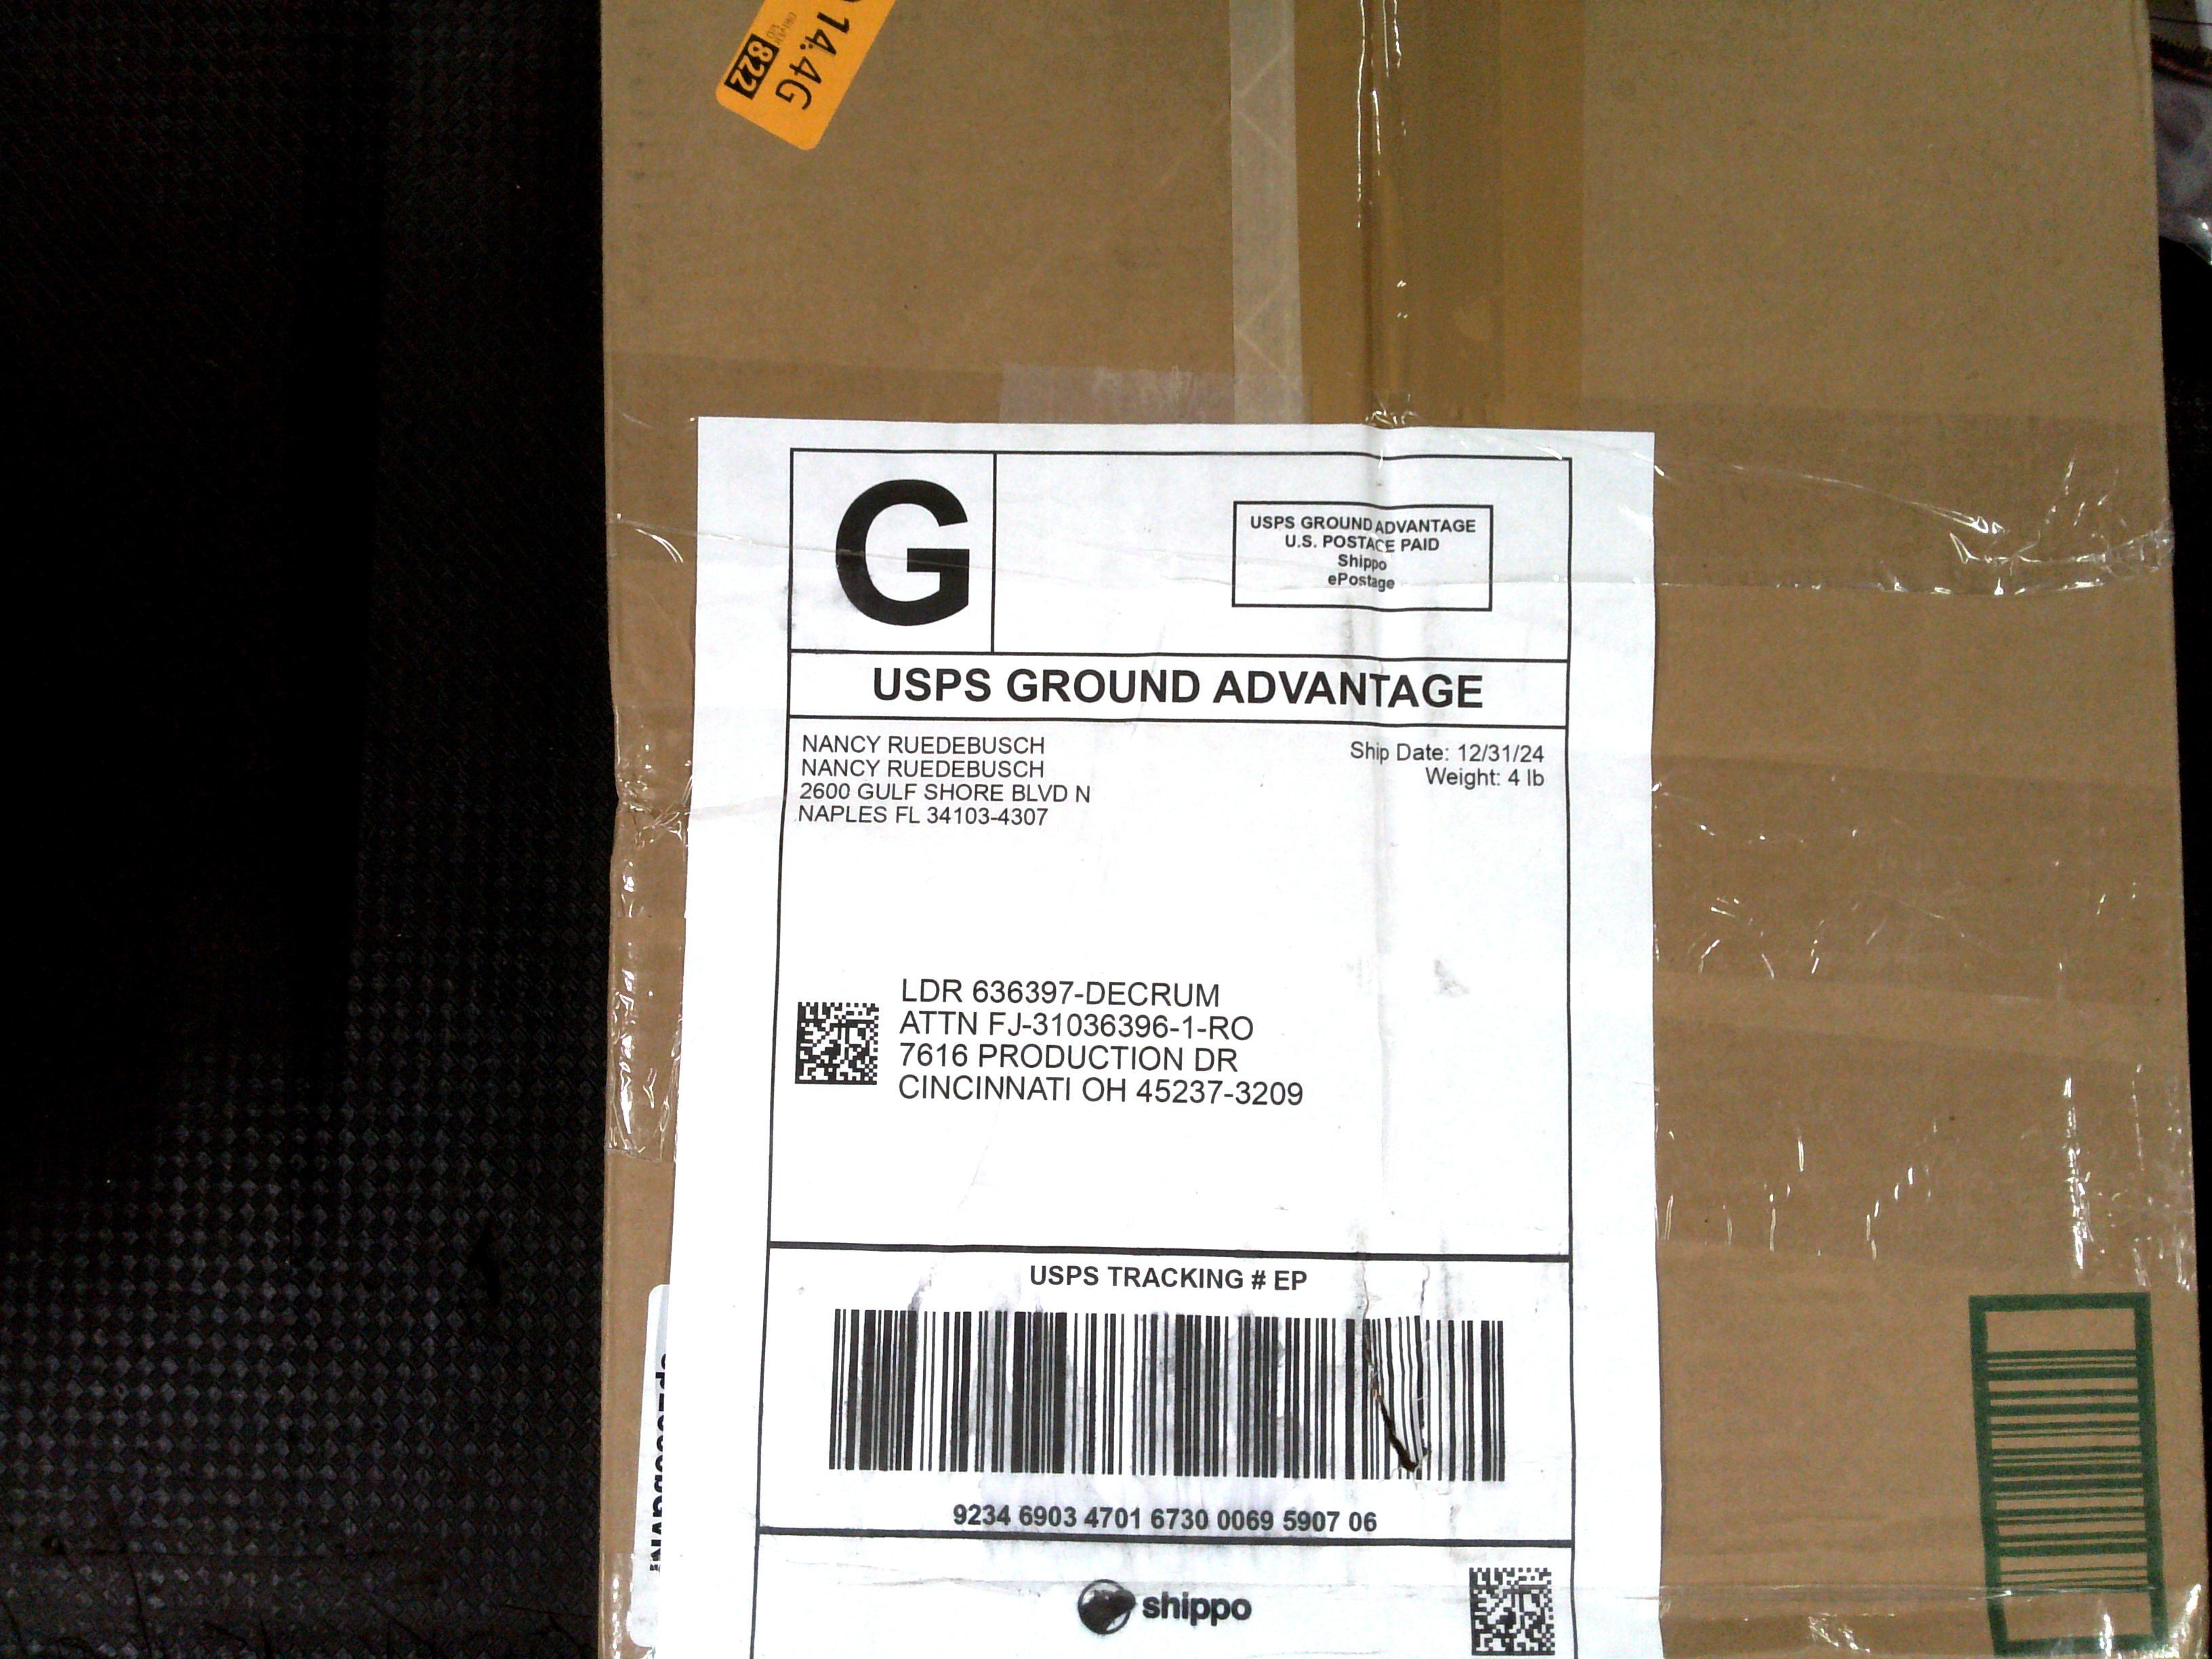 14.4G
822
G
USPS GROUND ADVANTAGE
U.S. POSTAGE PAID
Shippo
ePostage
USPS GROUND ADVANTAGE
NANCY RUEDEBUSCH
NANCY RUEDEBUSCH
2600 GULF SHORE BLVD N
NAPLES FL 34103-4307
Ship Date: 12/31/24
Weight: 4 lb
LDR 636397-DECRUM
ATTN FJ-31036396-1-RO
7616 PRODUCTION DR
CINCINNATI OH 45237-3209
USPS TRACKING # EP
9234 6903 4701 6730 0069 5907 06
shippo